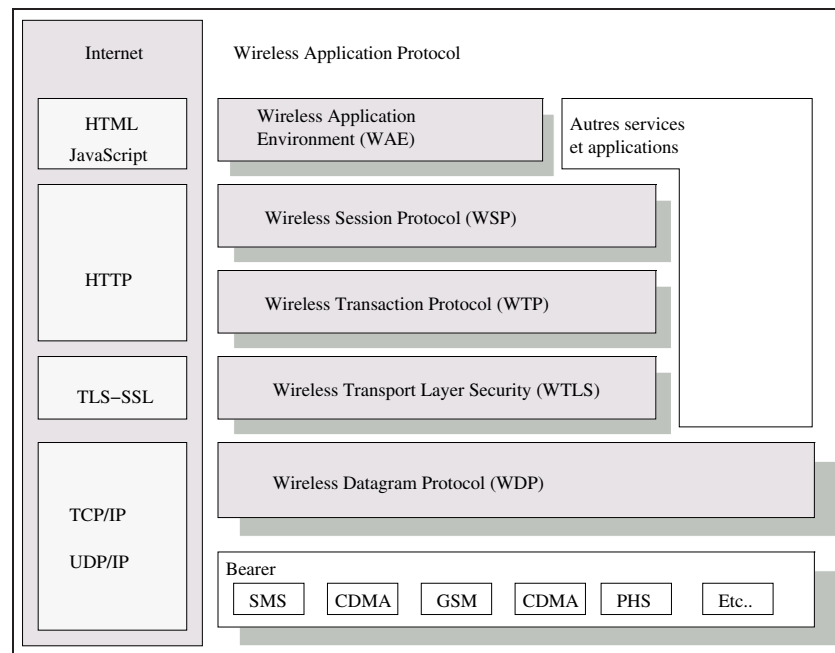 Internet
Wireless Application Protocol
HTML
JavaScript
Wireless Application
Environment (WAE)
Autres services
et applications
HTTP
Wireless Session Protocol (WSP)
Wireless Transaction Protocol (WTP)
TLS−SSL
Wireless Transport Layer Security (WTLS)
TCP/IP
UDP/IP
Wireless Datagram Protocol (WDP)
Bearer
SMS CDMA GSM CDMA PHS Etc..